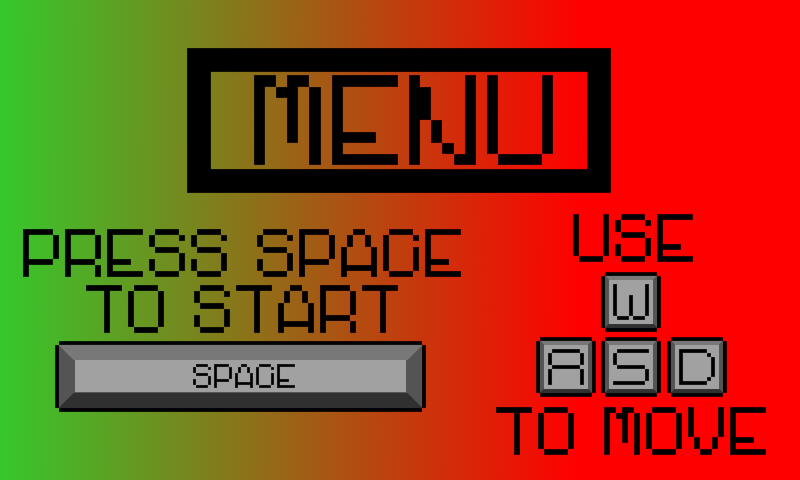 MENU
PRESS SPACE
TO START
SPACE
USE
W
A S D
TO MOVE